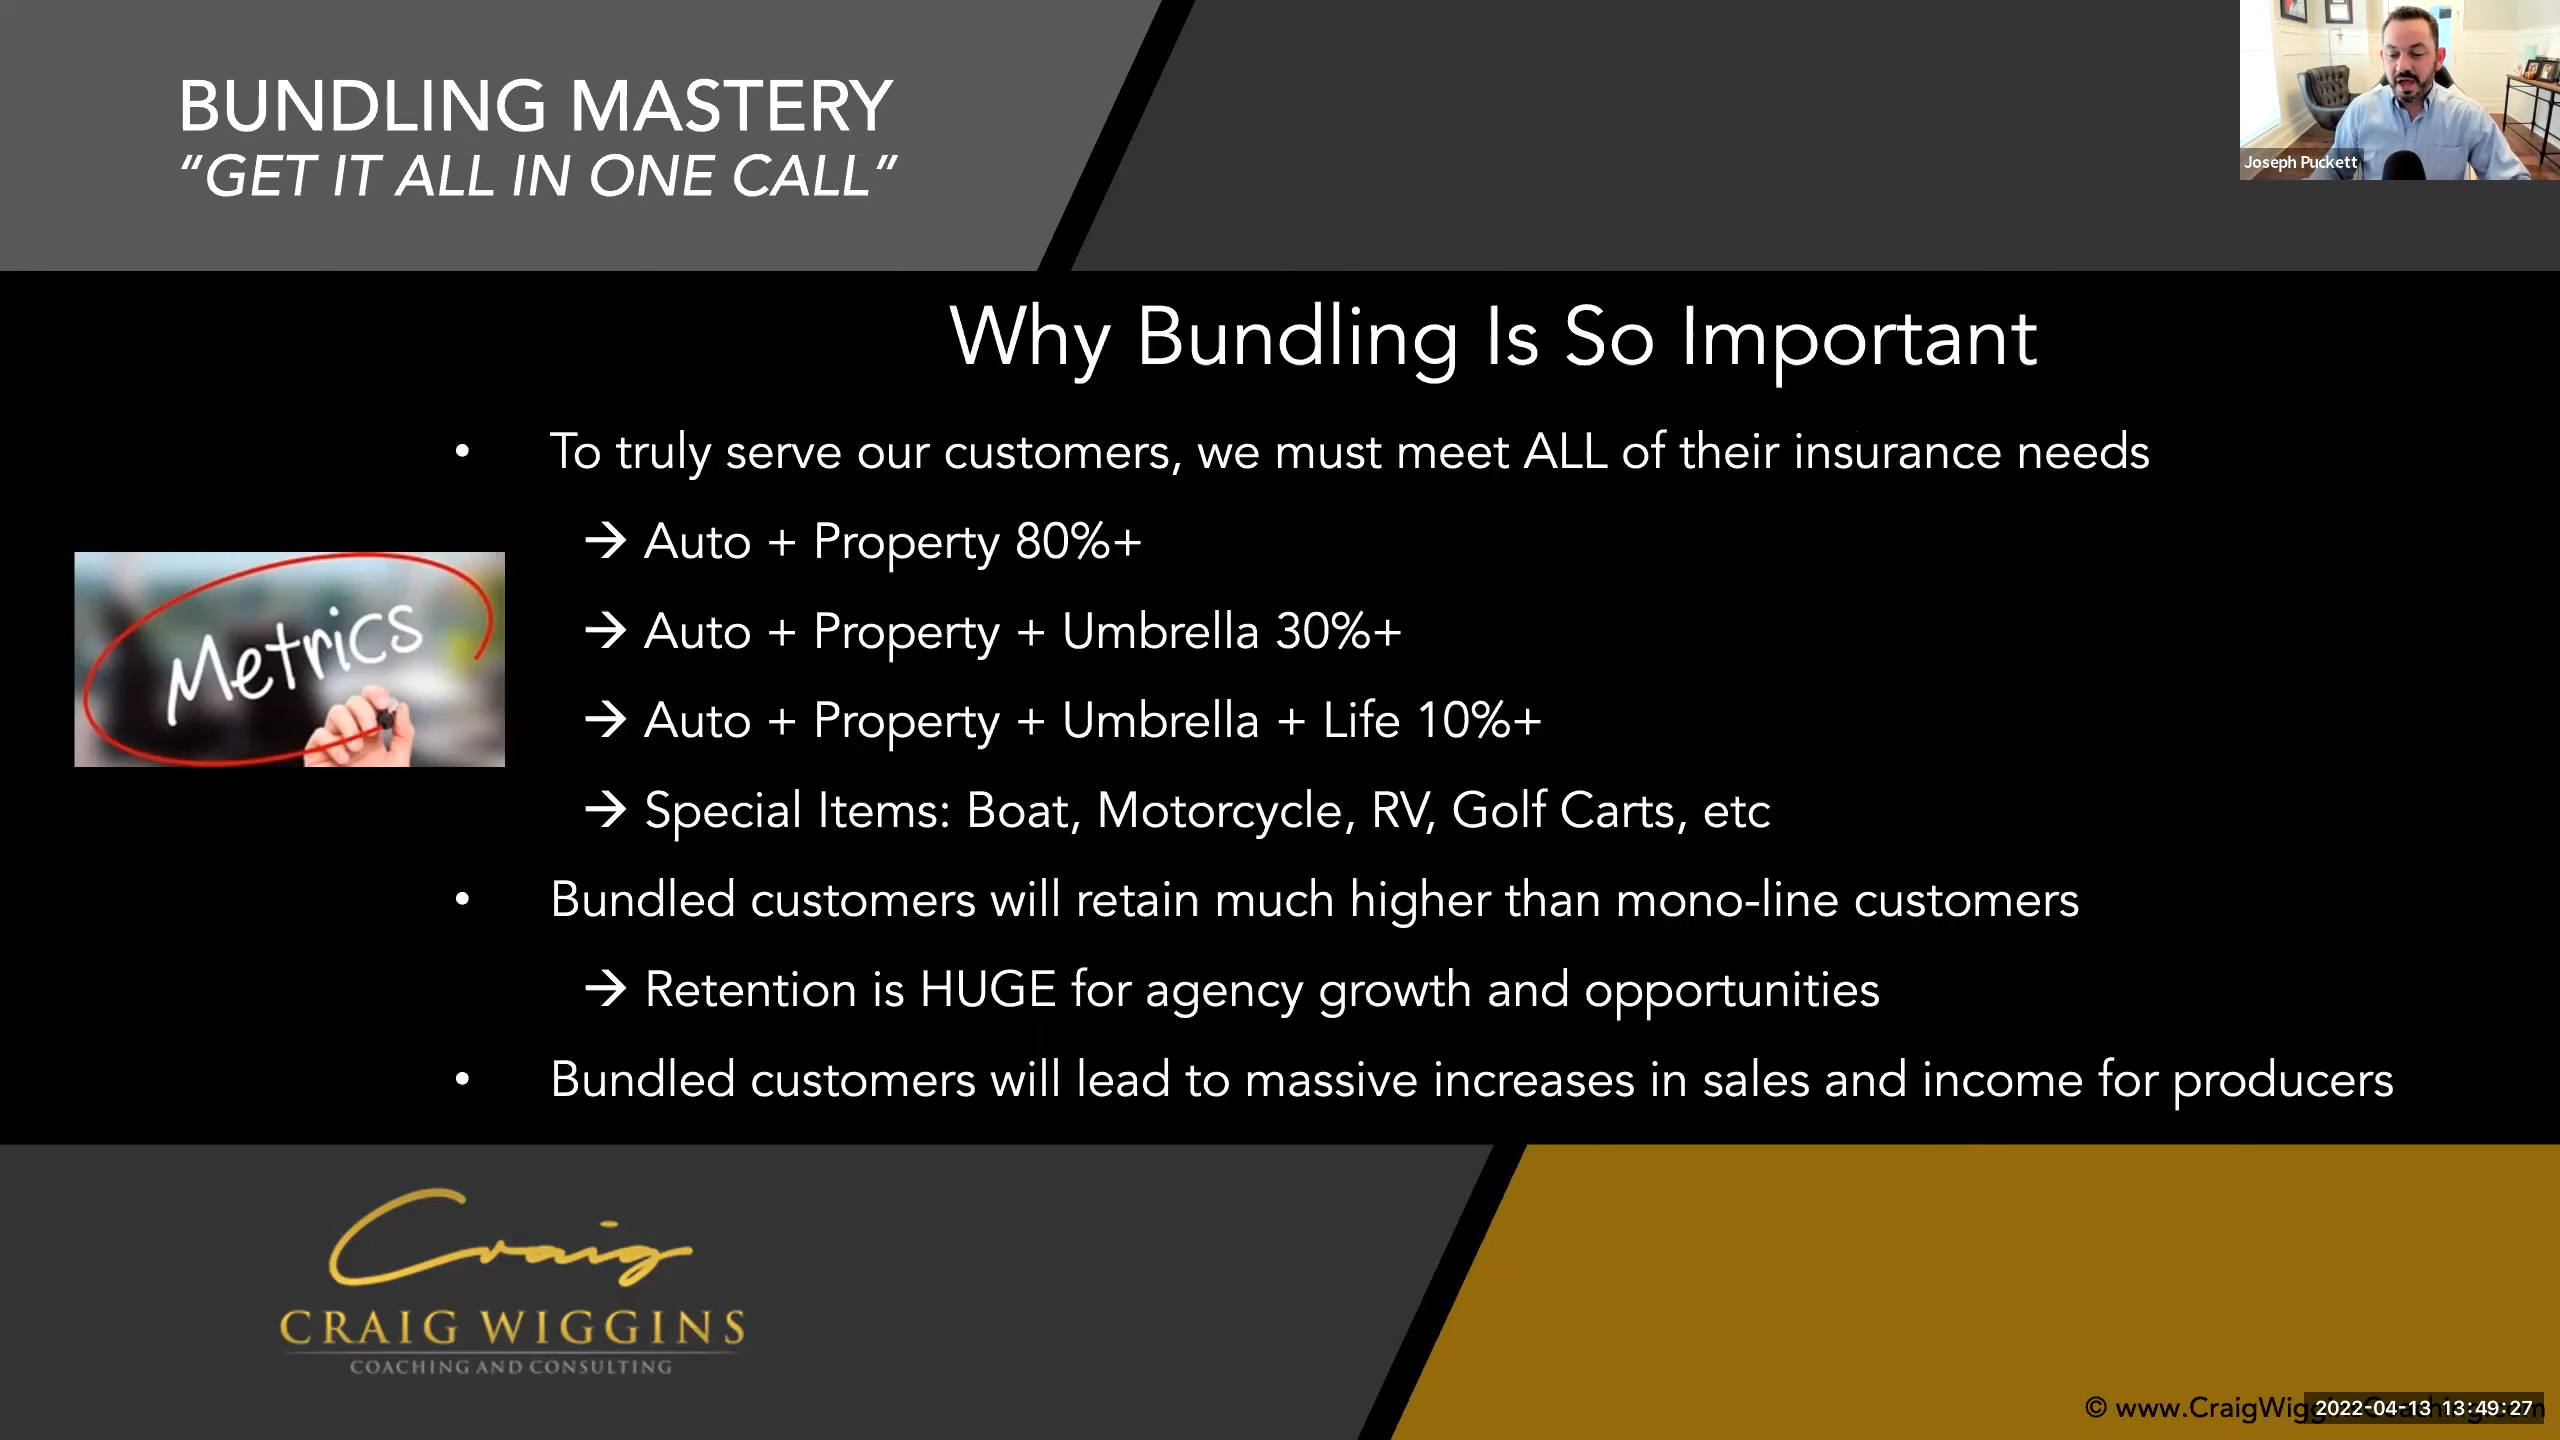 BUNDLING MASTERY
“GET IT ALL IN ONE CALL”
Joseph Puckett
Why Bundling Is So Important
• To truly serve our customers, we must meet ALL of their insurance needs
→ Auto + Property 80%+
→ Auto + Property + Umbrella 30%+
→ Auto + Property + Umbrella + Life 10%+
→ Special Items: Boat, Motorcycle, RV, Golf Carts, etc
Metrics
• Bundled customers will retain much higher than mono-line customers
→ Retention is HUGE for agency growth and opportunities
• Bundled customers will lead to massive increases in sales and income for producers
Craig
CRAIG WIGGINS
COACHING AND CONSULTING
© www.CraigWigginsCoaching.com
2022-04-13 13:49:27